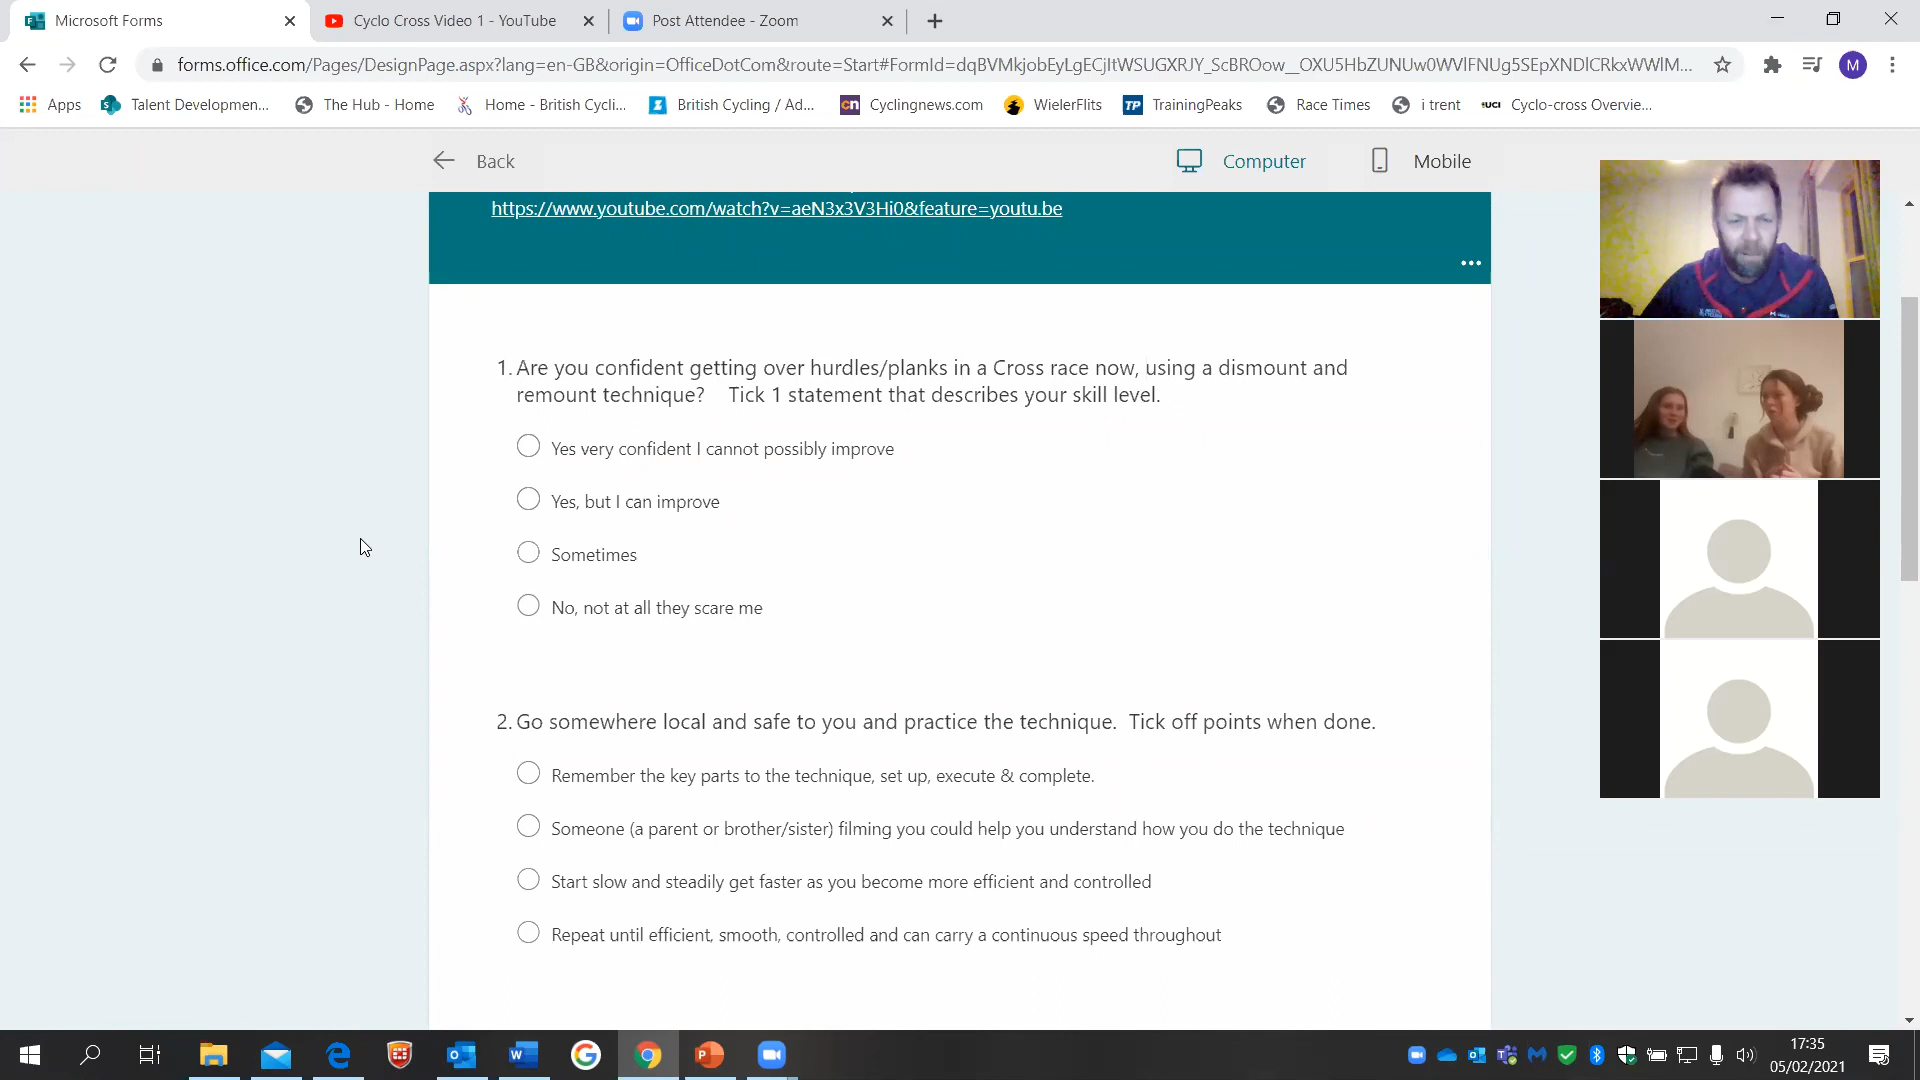 Microsoft Forms
Cyclo Cross Video 1 - YouTube
Post Attendee - Zoom
forms.office.com/Pages/DesignPage.aspx?lang=en-GB&origin=OfficeDotCom&route=Start#FormId=
M
Apps
Talent Developmen...
The Hub - Home
Home - British Cycli...
British Cycling / Ad...
cn Cyclingnews.com
WielerFlits
TP TrainingPeaks
Race Times
i trent
UCI Cyclo-cross Overvie...
Back
Computer
Mobile
https://www.youtube.com/watch?v=aeN3x3V3Hi0&feature=youtu.be
1. Are you confident getting over hurdles/planks in a Cross race now, using a dismount and
remount technique? Tick 1 statement that describes your skill level.
Yes very confident I cannot possibly improve
Yes, but I can improve
Sometimes
No, not at all they scare me
2. Go somewhere local and safe to you and practice the technique. Tick off points when done.
Remember the key parts to the technique, set up, execute & complete.
Someone (a parent or brother/sister) filming you could help you understand how you do the technique
Start slow and steadily get faster as you become more efficient and controlled
Repeat until efficient, smooth, controlled and can carry a continuous speed throughout
17:35
05/02/2021